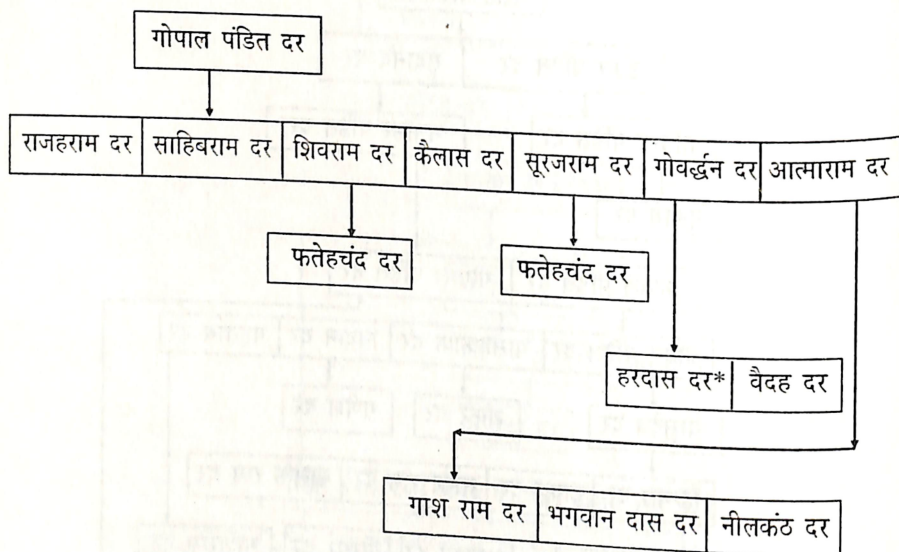 गोपाल पंडित दर
राजहराम दर साहिबराम दर शिवराम दर कैलास दर सूरजराम दर गोवर्द्धन दर आत्माराम दर
फतेहचंद दर फतेहचंद दर
हरदास दर* वैदह दर
गाश राम दर भगवान दास दर नीलकंठ दर